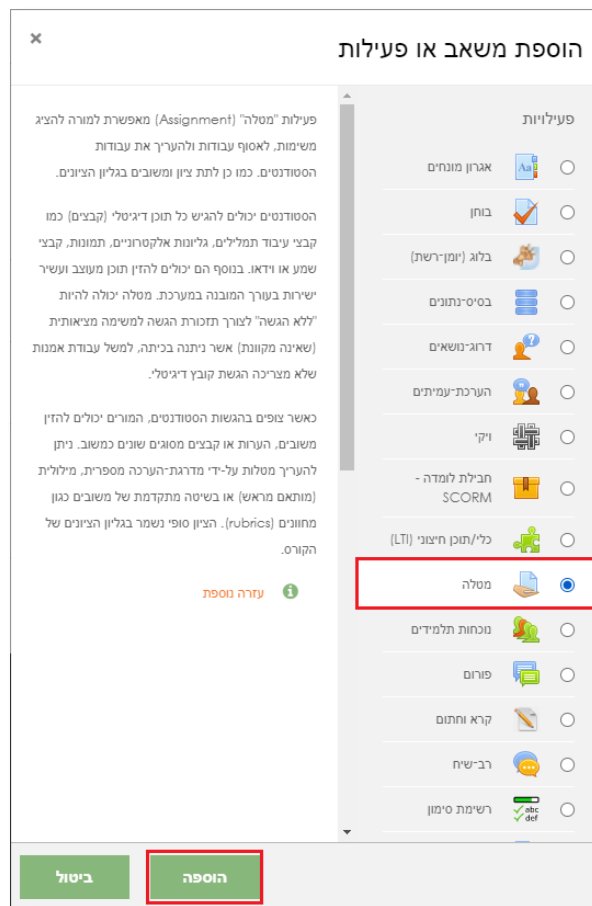 ×
הוספת משאב או פעילות
פעילויות
אגרון מונחים
בוחן
בלוג (יומן-רשת)
בסיס-נתונים
דרוג-נושאים
הערכת-עמיתים
ויקי
חבילת לומדה -
SCORM
כלי/תוכן חיצוני (LTI)
מטלה
נוכחות תלמידים
פורום
קרא וחתום
רב-שיח
רשימת סימון
פעילות "מטלה" (Assignment) מאפשרת למורה להציג
משימות, לאסוף עבודות ולהעריך את עבודות
הסטודנטים. כמו כן לתת ציון ומשובים בגליון הציונים.
הסטודנטים יכולים להגיש כל תוכן דיגיטלי (קבצים) כמו
קבצי עיבוד תמלילים, גליונות אלקטרוניים, תמונות, קבצי
שמע או וידאו. בנוסף הם יכולים להזין תוכן מעוצב ועשיר
ישירות בעורך המובנה במערכת. מטלה יכולה להיות
"ללא הגשה" לצורך תזכורת הגשה למשימה מציאותית
(שאינה מקוונת) אשר ניתנה בכיתה, למשל עבודת אמנות
שלא מצריכה הגשת קובץ דיגיטלי.
כאשר צופים בהגשות הסטודנטים, המורים יכולים להזין
משובים, הערות או קבצים מסוגים שונים כמשוב. ניתן
להעריך מטלות על-ידי מדרגת-הערכה מספרית, מילולית
(מותאם מראש) או בשיטה מתקדמת של משובים כגון
מחוונים (rubrics). הציון סופי נשמר בגליון הציונים של
הקורס.
עזרה נוספת
הוספה
ביטול